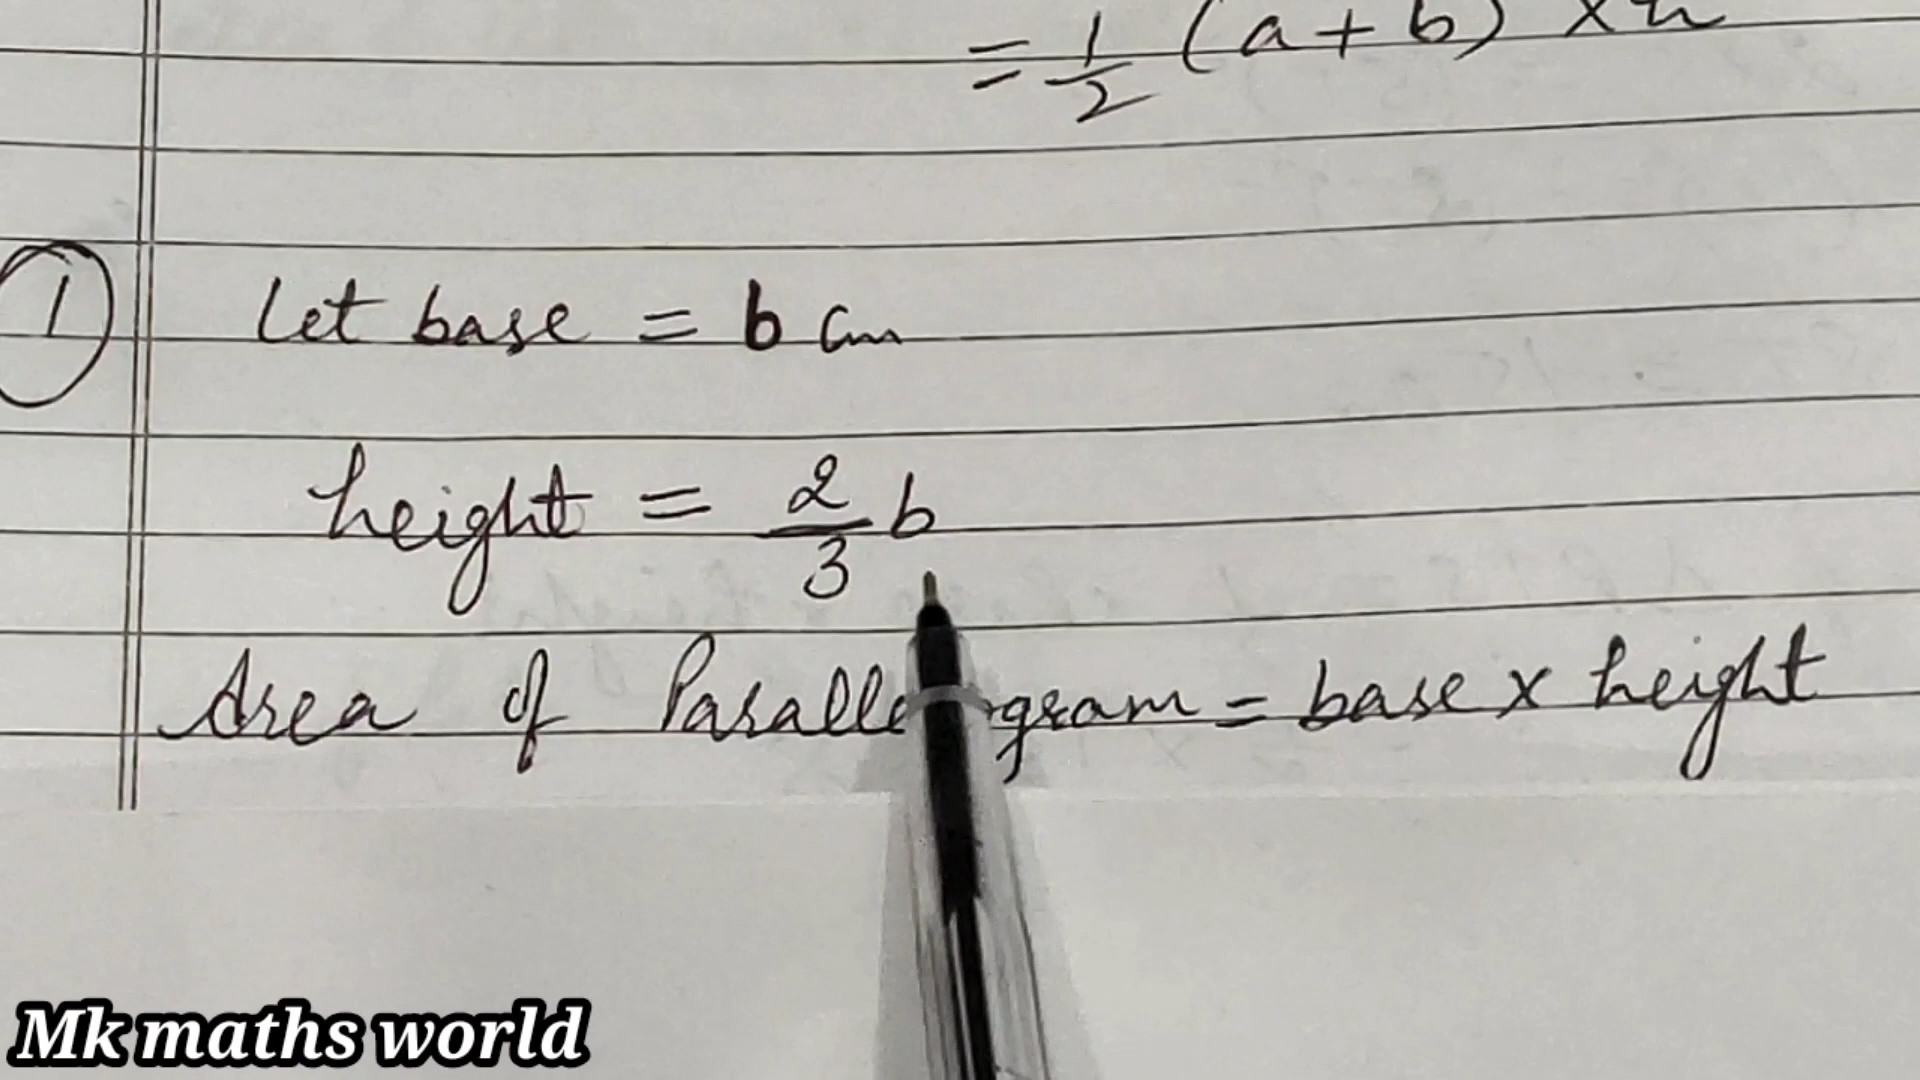 = 1/2 (a + b) × h
① Let base = b cm
height = 2/3 b
Area of Parallelogram = base × height
Mk maths world